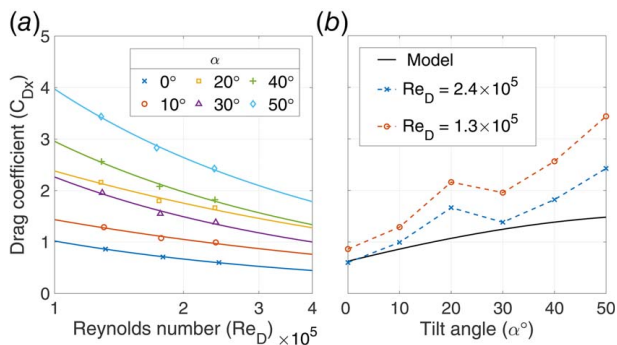 (a)
5
4
3
2
1
0
Drag coefficient (C_Dx)
α
0° 20° 40°
10° 30° 50°
1 2 3 4
Reynolds number (Re_D) ×10^5
(b)
Model
Re_D = 2.4×10^5
Re_D = 1.3×10^5
0 10 20 30 40 50
Tilt angle (α°)